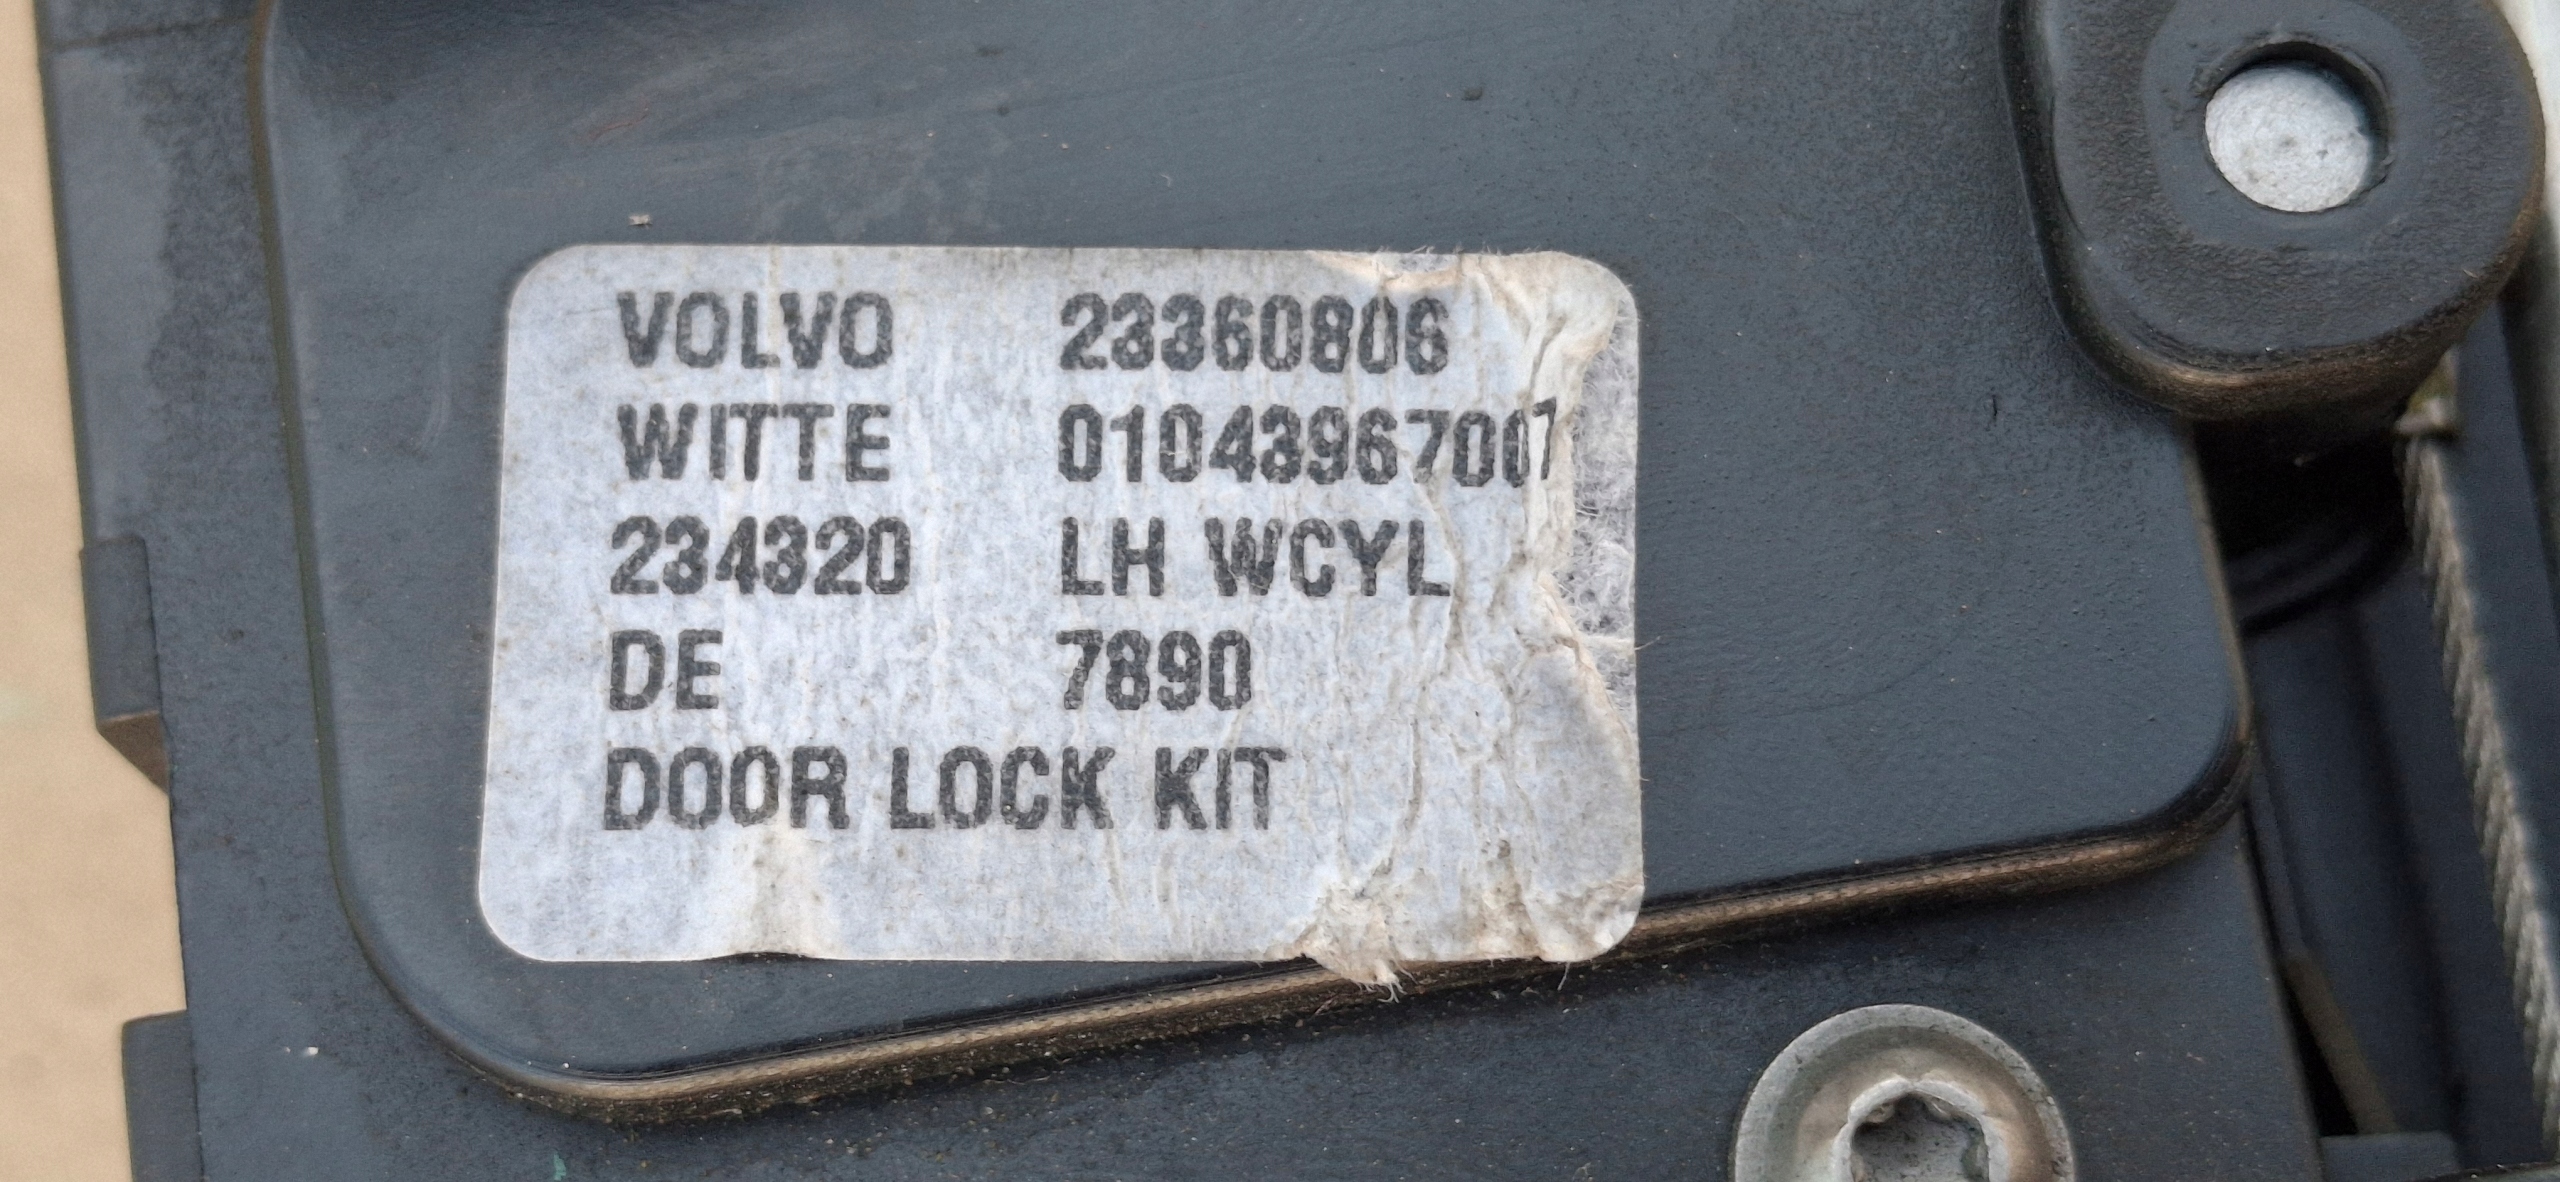 VOLVO 23360806
WITTE 01043967007
234320 LH WCYL
DE 7890
DOOR LOCK KIT